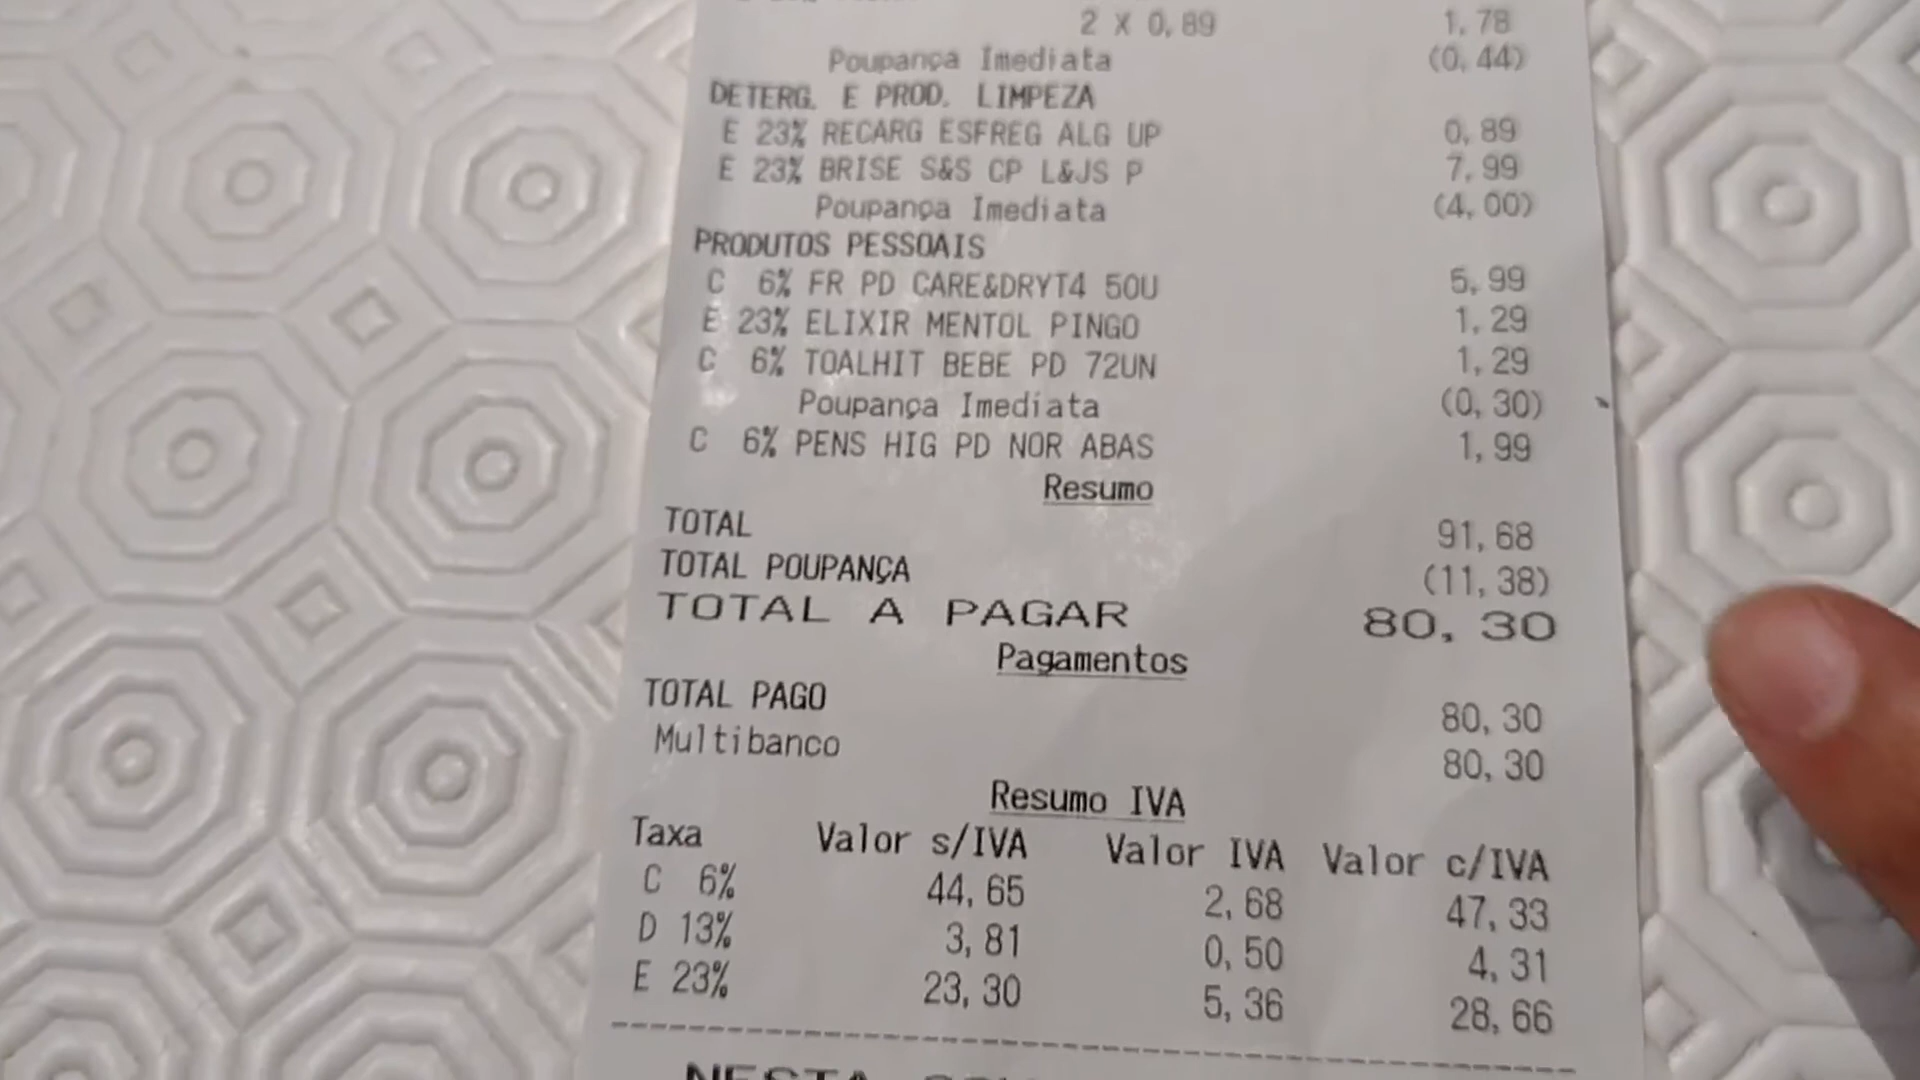 2 X 0,89 1,78
Poupança Imediata (0,44)
DETERG. E PROD. LIMPEZA
E 23% RECARG ESFREG ALG UP 0,89
E 23% BRISE S&S CP L&JS P 7,99
Poupança Imediata (4,00)
PRODUTOS PESSOAIS
C 6% FR PD CARE&DRYT4 50U 5,99
E 23% ELIXIR MENTOL PINGO 1,29
C 6% TOALHIT BEBE PD 72UN 1,29
Poupança Imediata (0,30)
C 6% PENS HIG PD NOR ABAS 1,99
Resumo
TOTAL 91,68
TOTAL POUPANÇA (11,38)
TOTAL A PAGAR 80,30
Pagamentos
TOTAL PAGO 80,30
Multibanco 80,30
Resumo IVA
Taxa Valor s/IVA Valor IVA Valor c/IVA
C 6% 44,65 2,68 47,33
D 13% 3,81 0,50 4,31
E 23% 23,30 5,36 28,66
NESTA